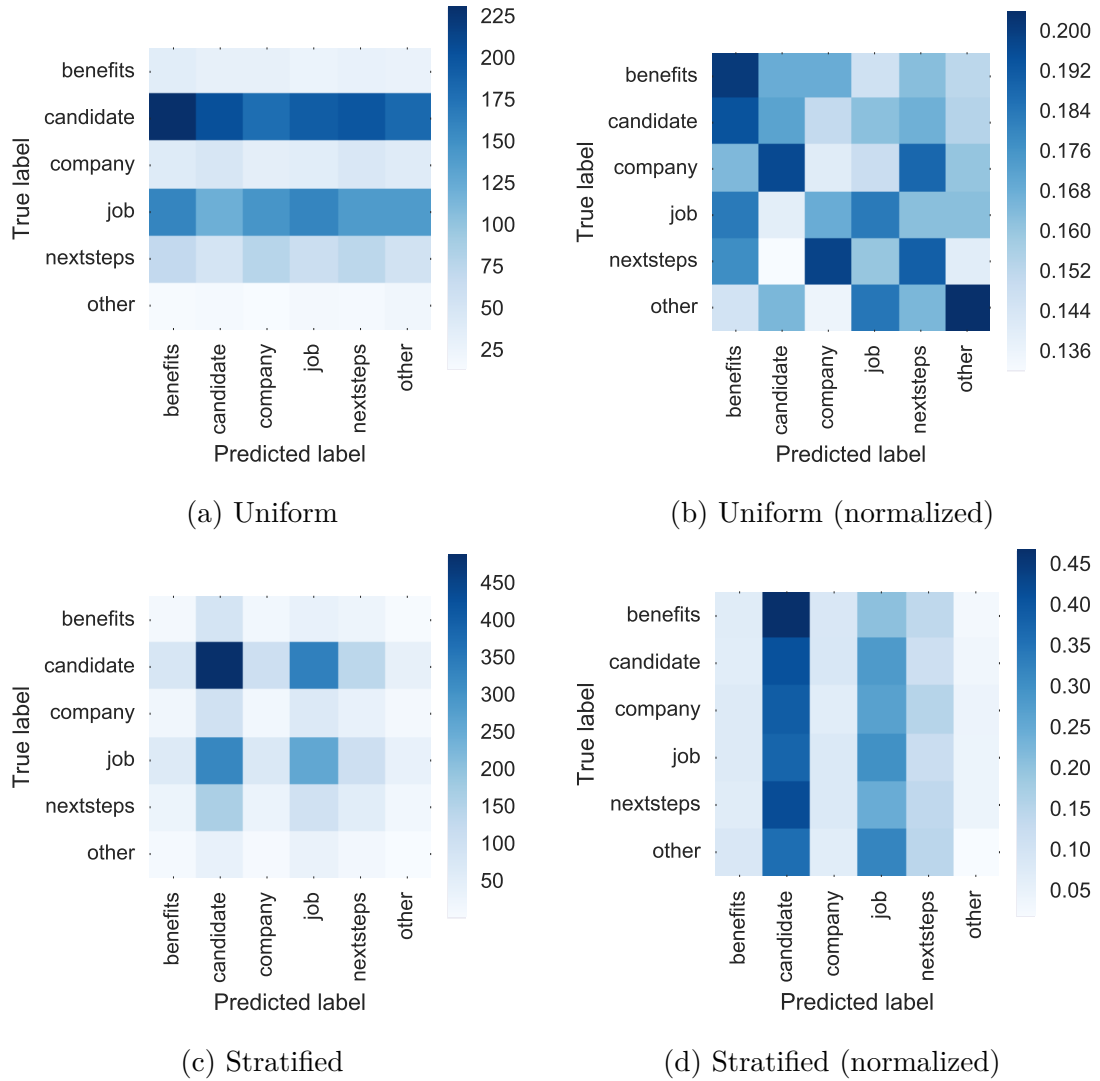 225
200
175
150
125
100
75
50
25
benefits
candidate
company
job
nextsteps
other
True label
benefits
candidate
company
job
nextsteps
other
Predicted label
(a) Uniform
0.200
0.192
0.184
0.176
0.168
0.160
0.152
0.144
0.136
benefits
candidate
company
job
nextsteps
other
True label
benefits
candidate
company
job
nextsteps
other
Predicted label
(b) Uniform (normalized)
450
400
350
300
250
200
150
100
50
benefits
candidate
company
job
nextsteps
other
True label
benefits
candidate
company
job
nextsteps
other
Predicted label
(c) Stratified
0.45
0.40
0.35
0.30
0.25
0.20
0.15
0.10
0.05
benefits
candidate
company
job
nextsteps
other
True label
benefits
candidate
company
job
nextsteps
other
Predicted label
(d) Stratified (normalized)